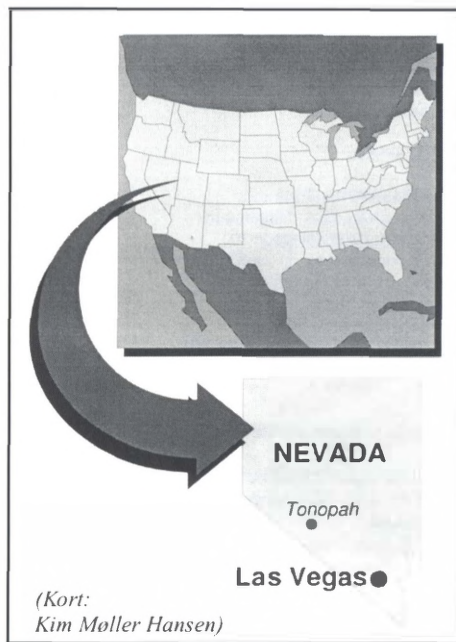 NEVADA
Tonopah
Las Vegas
(Kort:
Kim Møller Hansen)